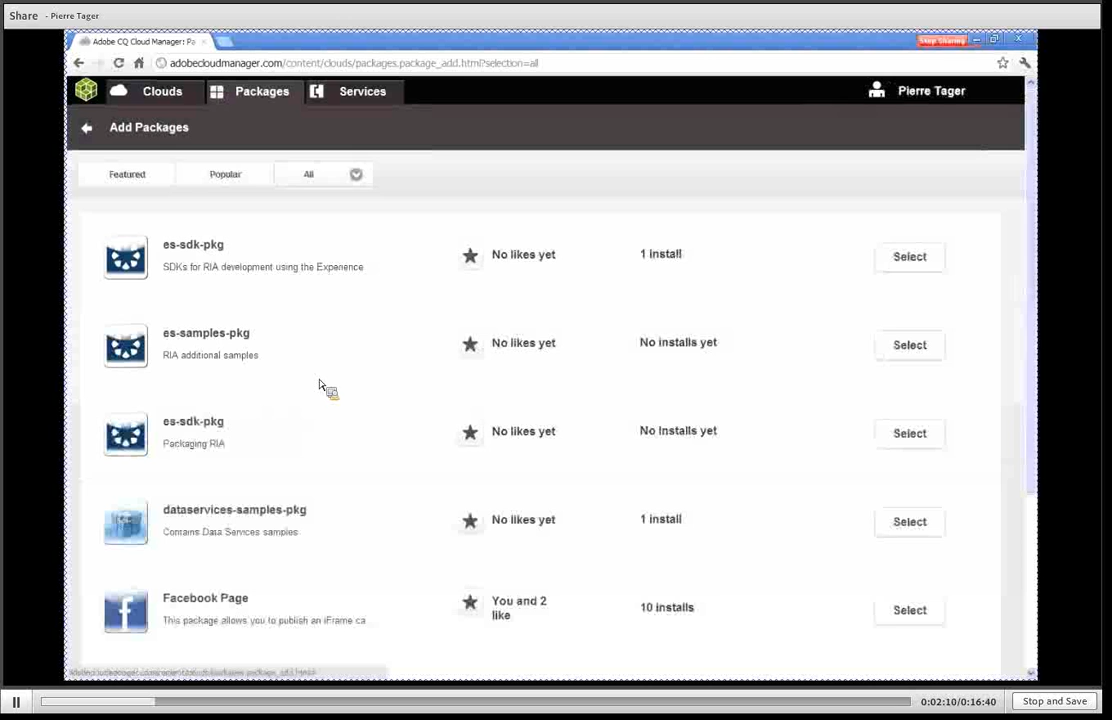 Share - Pierre Tager
Adobe CQ Cloud Manager: Pa
Stop Sharing
adobecloudmanager.com/content/clouds/packages.package_add.html?selection=all
Clouds Packages Services Pierre Tager
Add Packages
Featured Popular All
es-sdk-pkg
SDKs for RIA development using the Experience
No likes yet 1 install Select
es-samples-pkg
RIA additional samples
No likes yet No installs yet Select
es-sdk-pkg
Packaging RIA
No likes yet No installs yet Select
dataservices-samples-pkg
Contains Data Services samples
No likes yet 1 install Select
Facebook Page
This package allows you to publish an iFrame ca
You and 2
like
10 installs Select
0:02:10/0:16:40 Stop and Save